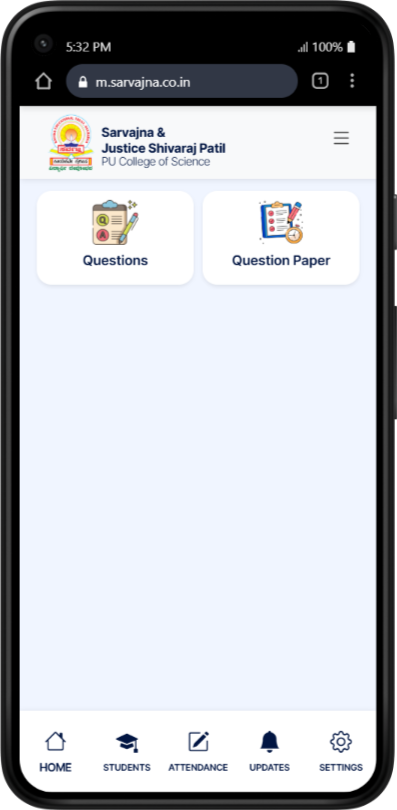 5:32 PM
100%
m.sarvajna.co.in
1
Sarvajna &
Justice Shivaraj Patil
PU College of Science
Q
A
Questions
Question Paper
HOME
STUDENTS
ATTENDANCE
UPDATES
SETTINGS